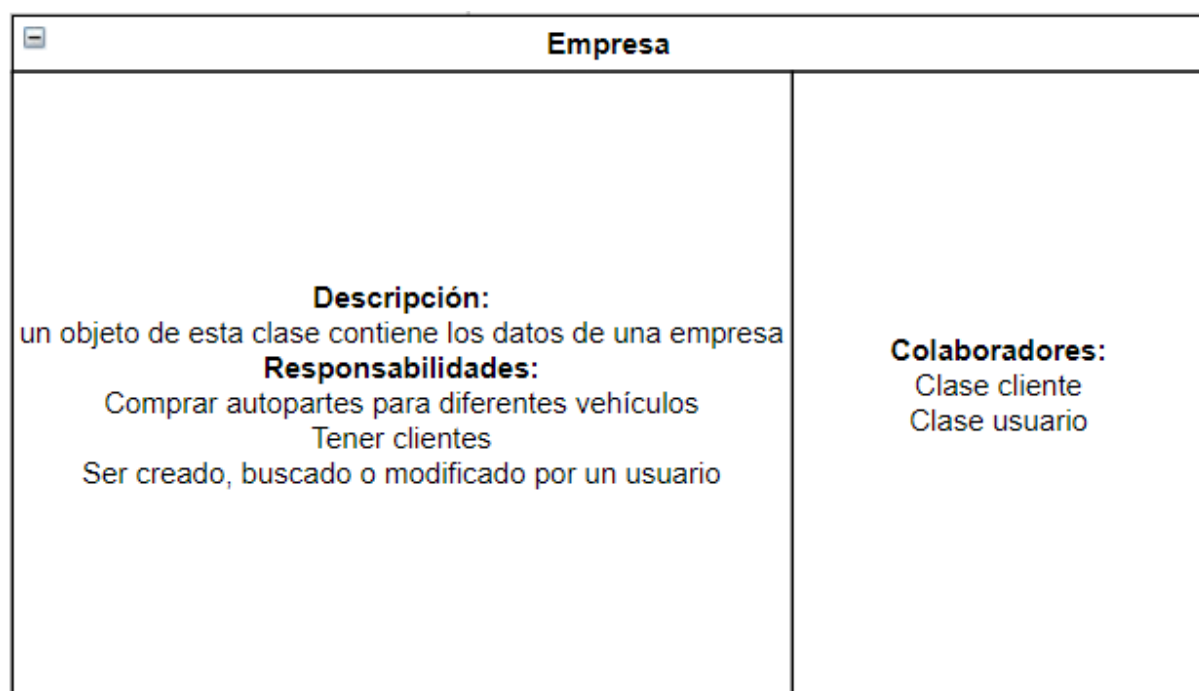 Empresa
Descripción:
un objeto de esta clase contiene los datos de una empresa
Responsabilidades:
Comprar autopartes para diferentes vehículos
Tener clientes
Ser creado, buscado o modificado por un usuario
Colaboradores:
Clase cliente
Clase usuario